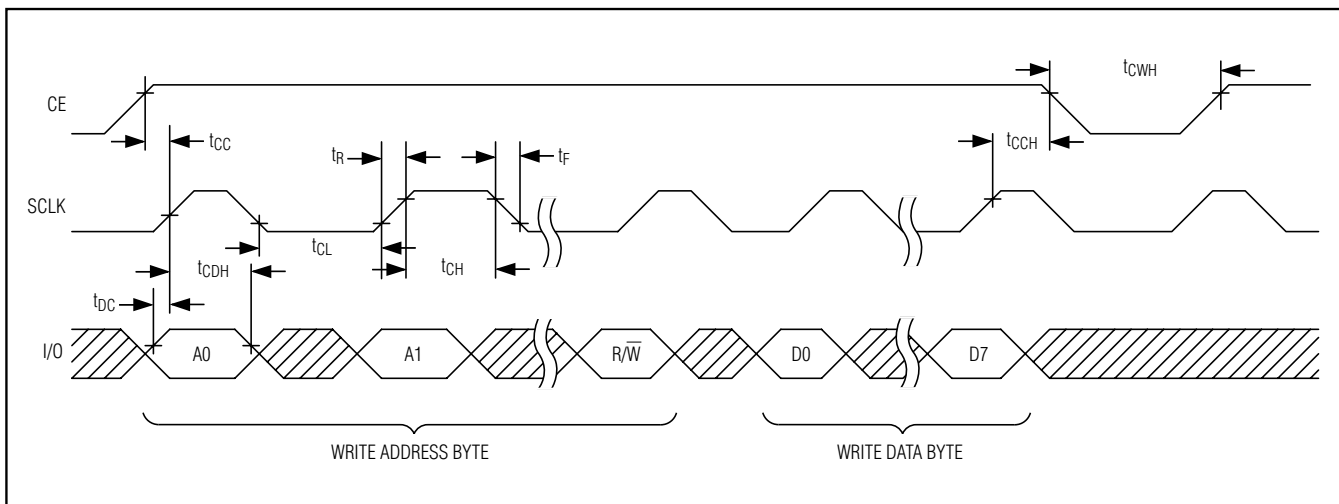 CE
tCWH
tCC
tR
tF
tCCH
SCLK
tCL
tCDH
tCH
tDC
I/O
A0
A1
R/W̅
D0
D7
WRITE ADDRESS BYTE
WRITE DATA BYTE